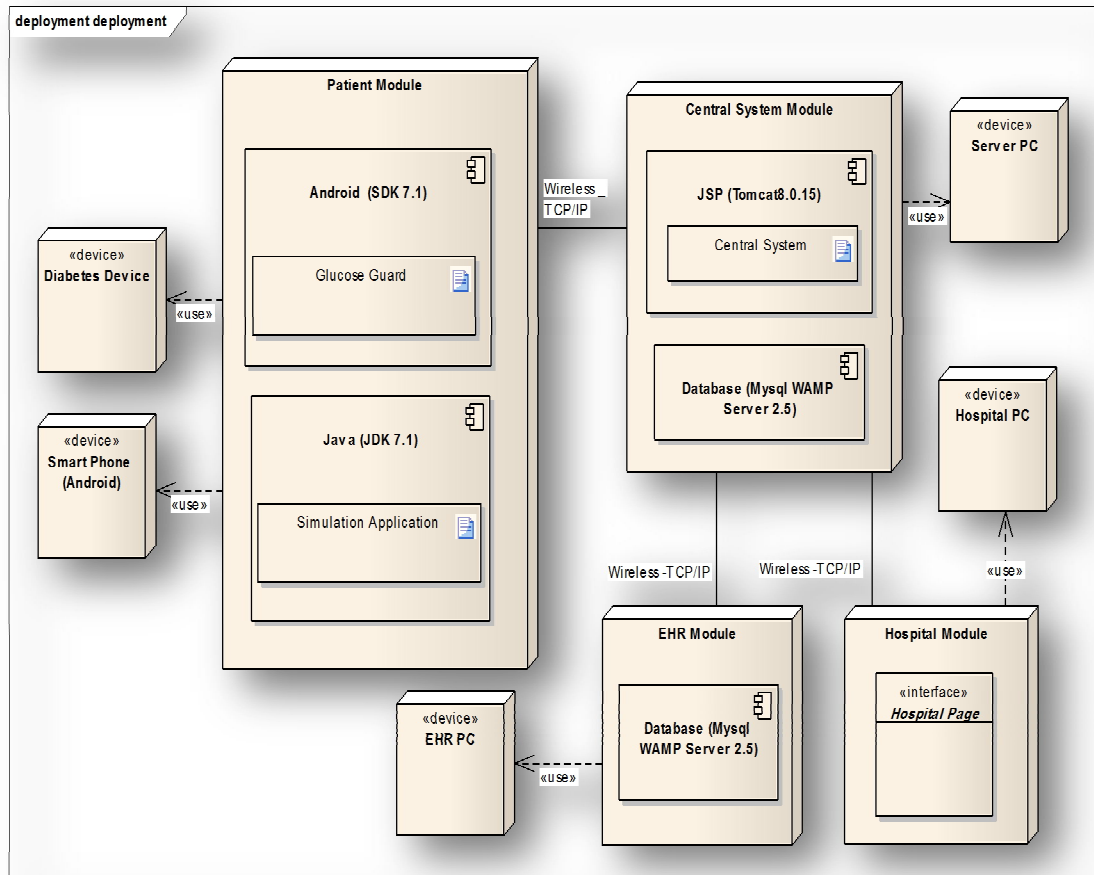 deployment deployment
Patient Module
Android (SDK 7.1)
Glucose Guard
Java (JDK 7.1)
Simulation Application
«device»
Diabetes Device
«use»
«device»
Smart Phone
(Android)
«use»
Wireless_
TCP/IP
Central System Module
JSP (Tomcat8.0.15)
Central System
Database (Mysql WAMP
Server 2.5)
«use»
«device»
Server PC
«device»
Hospital PC
«use»
Wireless-TCP/IP
Wireless-TCP/IP
EHR Module
Database (Mysql
WAMP Server 2.5)
«use»
«device»
EHR PC
Hospital Module
«interface»
Hospital Page